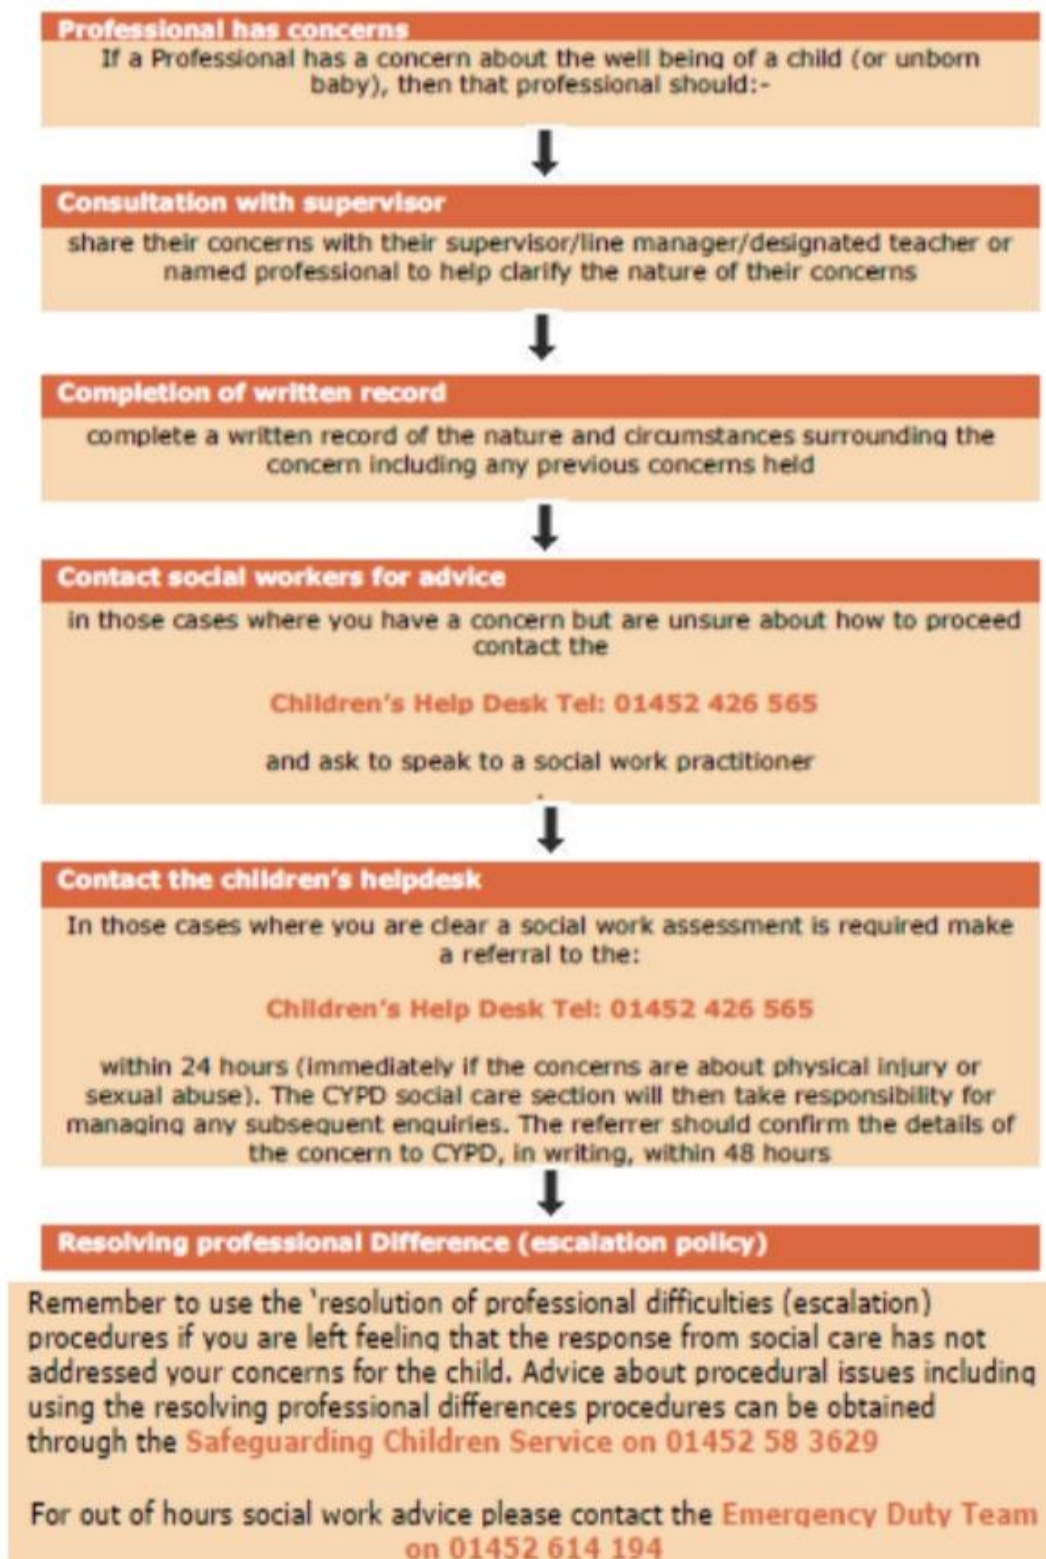 Professional has concerns
If a Professional has a concern about the well being of a child (or unborn
baby), then that professional should:-
Consultation with supervisor
share their concerns with their supervisor/line manager/designated teacher or
named professional to help clarify the nature of their concerns
Completion of written record
complete a written record of the nature and circumstances surrounding the
concern including any previous concerns held
Contact social workers for advice
in those cases where you have a concern but are unsure about how to proceed
contact the
Children's Help Desk Tel: 01452 426 565
and ask to speak to a social work practitioner
.
Contact the children's helpdesk
In those cases where you are clear a social work assessment is required make
a referral to the:
Children's Help Desk Tel: 01452 426 565
within 24 hours (immediately if the concerns are about physical injury or
sexual abuse). The CYPD social care section will then take responsibility for
managing any subsequent enquiries. The referrer should confirm the details of
the concern to CYPD, in writing, within 48 hours
Resolving professional Difference (escalation policy)
Remember to use the 'resolution of professional difficulties (escalation)
procedures if you are left feeling that the response from social care has not
addressed your concerns for the child. Advice about procedural issues including
using the resolving professional differences procedures can be obtained
through the Safeguarding Children Service on 01452 58 3629
For out of hours social work advice please contact the Emergency Duty Team
on 01452 614 194